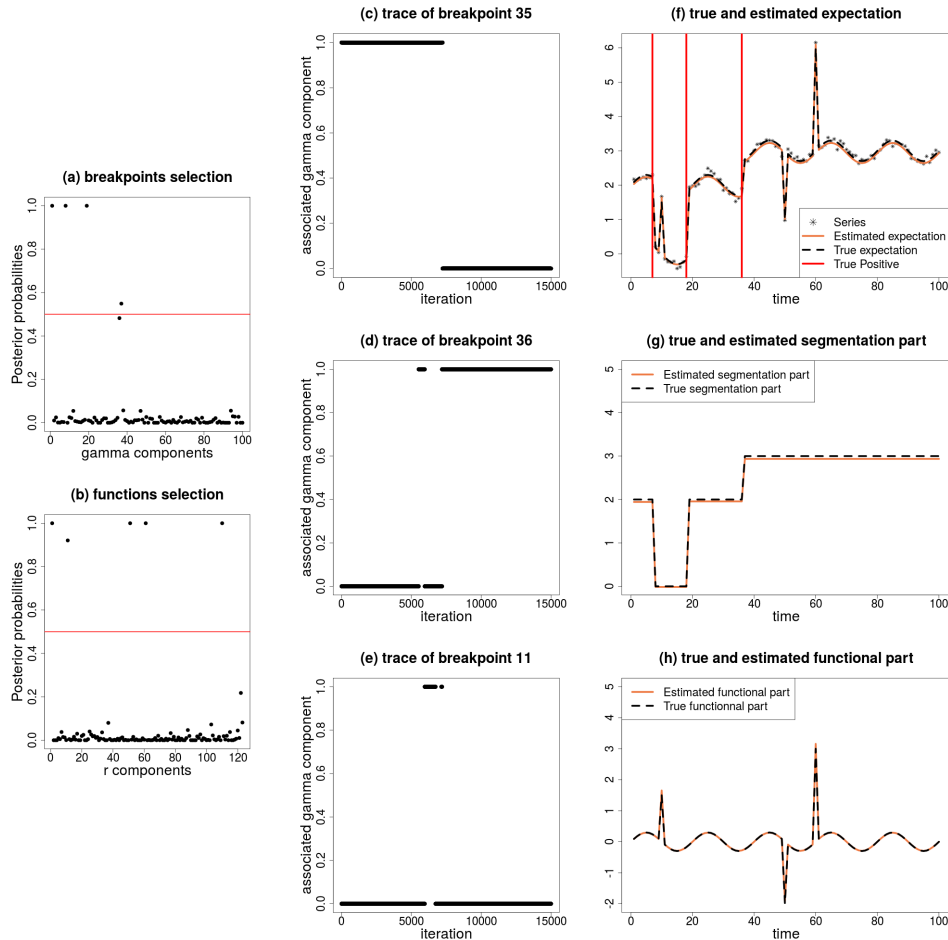 (a) breakpoints selection
Posterior probabilities
0.0 0.2 0.4 0.6 0.8 1.0
0 20 40 60 80 100
gamma components
(b) functions selection
Posterior probabilities
0.0 0.2 0.4 0.6 0.8 1.0
0 20 40 60 80 100 120
r components
(c) trace of breakpoint 35
associated gamma component
0.0 0.2 0.4 0.6 0.8 1.0
0 5000 10000 15000
iteration
(d) trace of breakpoint 36
associated gamma component
0.0 0.2 0.4 0.6 0.8 1.0
0 5000 10000 15000
iteration
(e) trace of breakpoint 11
associated gamma component
0.0 0.2 0.4 0.6 0.8 1.0
0 5000 10000 15000
iteration
(f) true and estimated expectation
0 1 2 3 4 5 6
Series
Estimated expectation
True expectation
True Positive
0 20 40 60 80 100
time
(g) true and estimated segmentation part
Estimated segmentation part
True segmentation part
0 1 2 3 4 5
0 20 40 60 80 100
time
(h) true and estimated functional part
Estimated functional part
True functionnal part
-2 -1 0 1 2 3 4 5
0 20 40 60 80 100
time